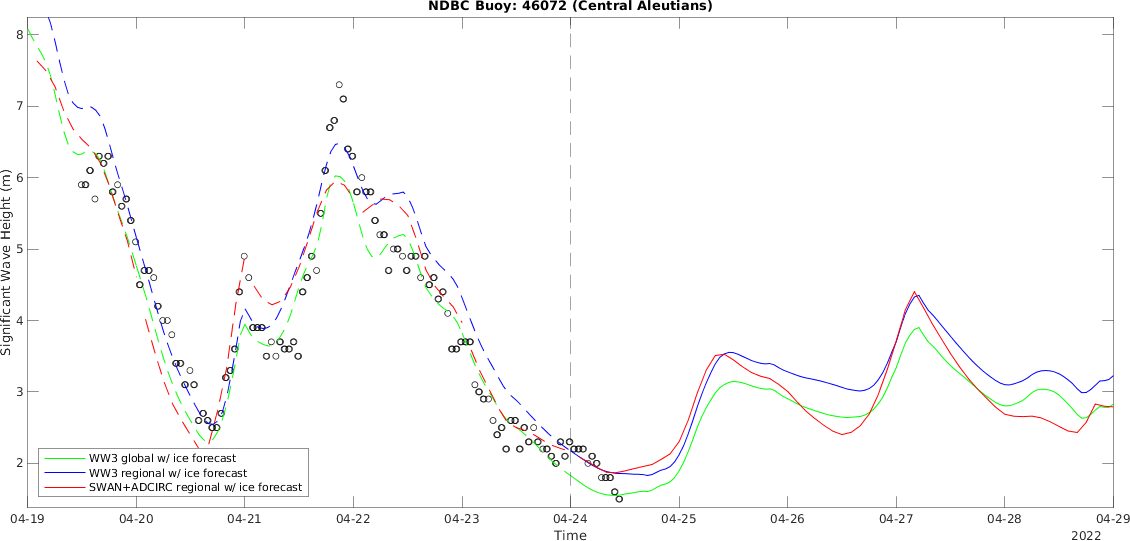 NDBC Buoy: 46072 (Central Aleutians)
Significant Wave Height (m)
8
7
6
5
4
3
2
WW3 global w/ ice forecast
WW3 regional w/ ice forecast
SWAN+ADCIRC regional w/ ice forecast
04-19 04-20 04-21 04-22 04-23 04-24 04-25 04-26 04-27 04-28 04-29
Time
2022